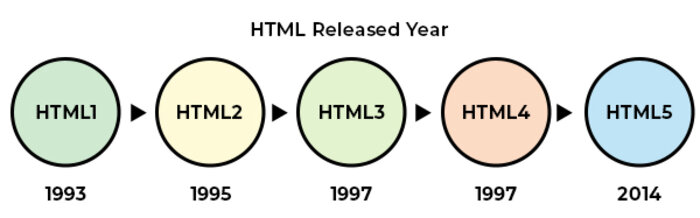 HTML Released Year
HTML1 HTML2 HTML3 HTML4 HTML5
1993 1995 1997 1997 2014